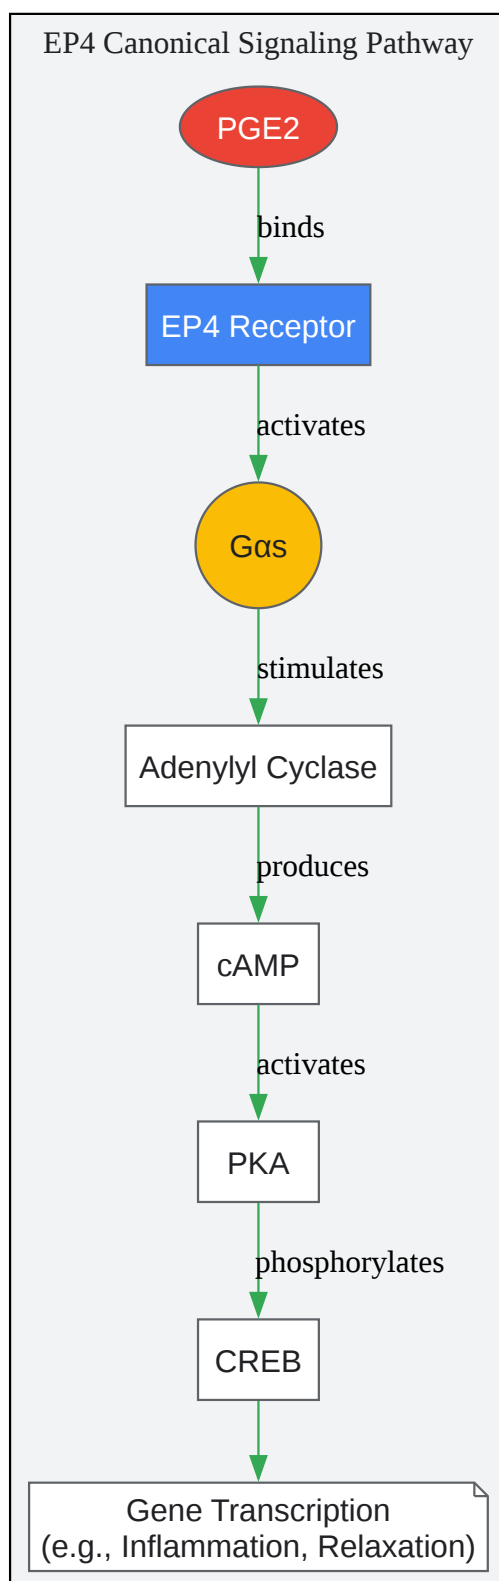 EP4 Canonical Signaling Pathway
PGE2
binds
EP4 Receptor
activates
Gαs
stimulates
Adenylyl Cyclase
produces
cAMP
activates
PKA
phosphorylates
CREB
Gene Transcription
(e.g., Inflammation, Relaxation)